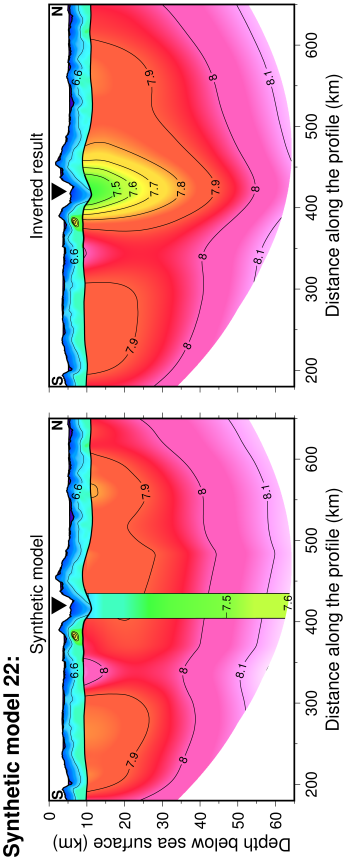 Synthetic model 22:
Synthetic model
S N
6.6 6.6
8
7.9 7.9
8 8
8.1 8.1
7.5
7.6
0
10
20
30
40
50
60
Depth below sea surface (km)
200 300 400 500 600
Distance along the profile (km)
Inverted result
S N
6.6 6.6
7.5
7.6
7.7
7.8
7.9 7.9 7.9
8 8 8 8
8.1 8.1
200 300 400 500 600
Distance along the profile (km)